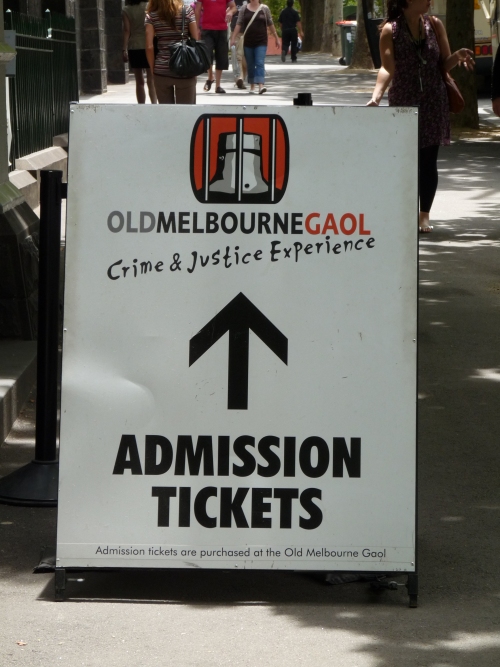 OLDMELBOURNEGAOL
Crime & Justice Experience
ADMISSION
TICKETS
Admission tickets are purchased at the Old Melbourne Gaol